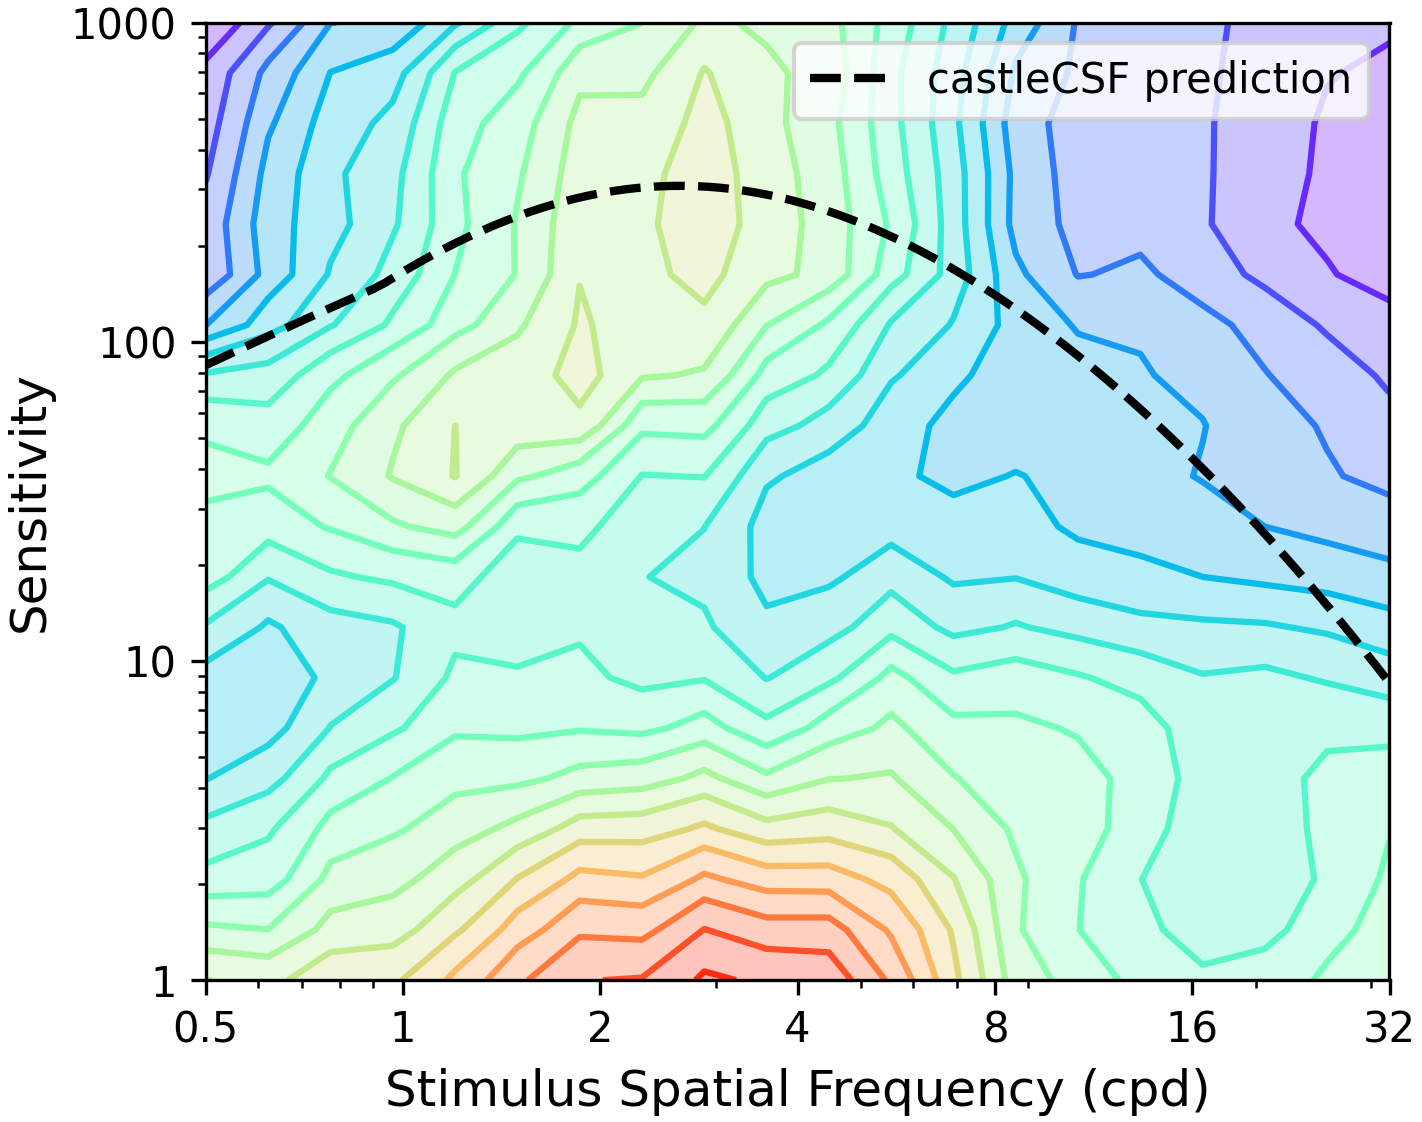 1000
100
10
1
Sensitivity
castleCSF prediction
0.5 1 2 4 8 16 32
Stimulus Spatial Frequency (cpd)